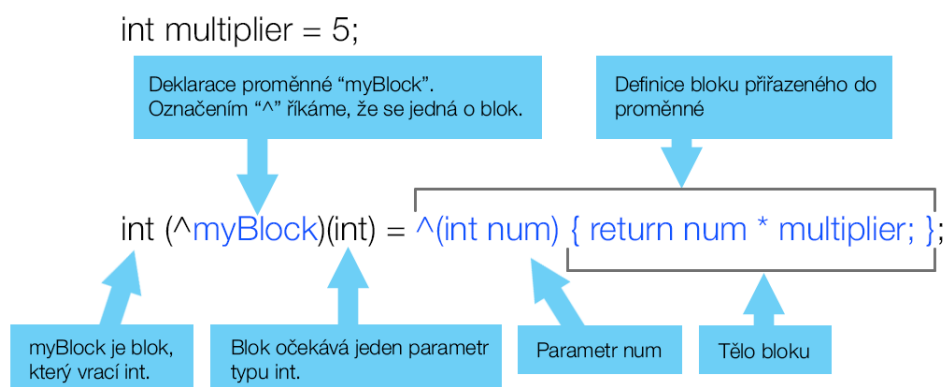 int multiplier = 5;
Deklarace proměnné “myBlock”.
Označením “^” říkáme, že se jedná o blok.
Definice bloku přiřazeného do
proměnné
int (^myBlock)(int) = ^(int num) { return num * multiplier; };
myBlock je blok,
který vrací int.
Blok očekává jeden parametr
typu int.
Parametr num
Tělo bloku